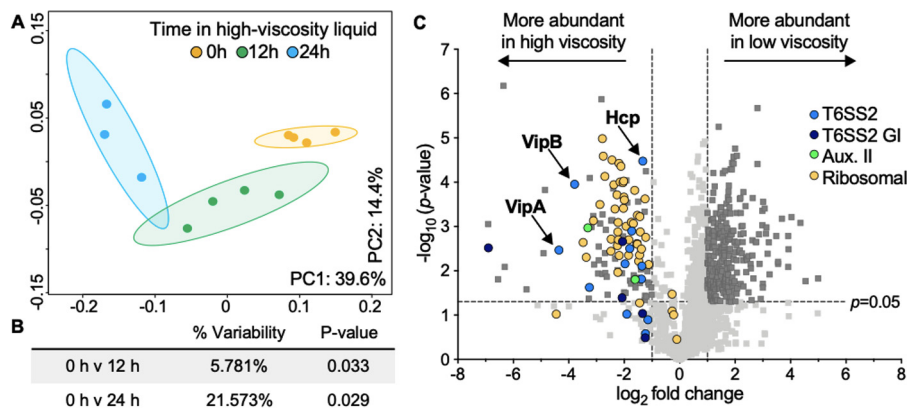 A
0.15
0.05
-0.05
-0.15
Time in high-viscosity liquid
0h 12h 24h
PC2: 14.4%
PC1: 39.6%
-0.2 -0.1 0 0.1 0.2
B
% Variability P-value
0 h v 12 h 5.781% 0.033
0 h v 24 h 21.573% 0.029
C
More abundant
in high viscosity
More abundant
in low viscosity
7
6
5
4
3
2
1
0
-log10 (p-value)
Hcp
VipB
VipA
T6SS2
T6SS2 GI
Aux. II
Ribosomal
p=0.05
-8 -6 -4 -2 0 2 4 6 8
log2 fold change